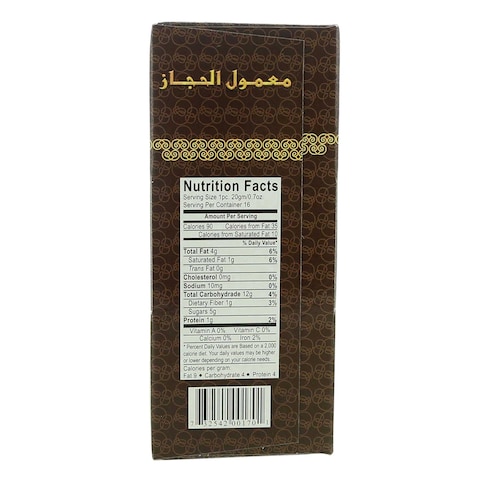 معمول الحجاز
Nutrition Facts
Serving Size 1pc. 20gm/0.7oz
Serving Per Container 16
Amount Per Serving
Calories 90 Calories from Fat 35
Calories from Saturated Fat 10
% Daily Value*
Total Fat 4g 6%
Saturated Fat 1g 6%
Trans Fat 0g
Cholesterol 0mg 0%
Sodium 10mg 0%
Total Carbohydrade 12g 4%
Dietary Fiber 1g 3%
Sugars 5g
Protein 1g 2%
Vitamin A 0% Vitamin C 0%
Calcium 0% Iron 2%
* Percent Daily Values are Based on a 2,000
calorie diet. Your daily values may be higher
or lower depending on your calorie needs.
Calories per gram:
Fat 9 • Carbohydrate 4 • Protein 4
7 32542 00170 1